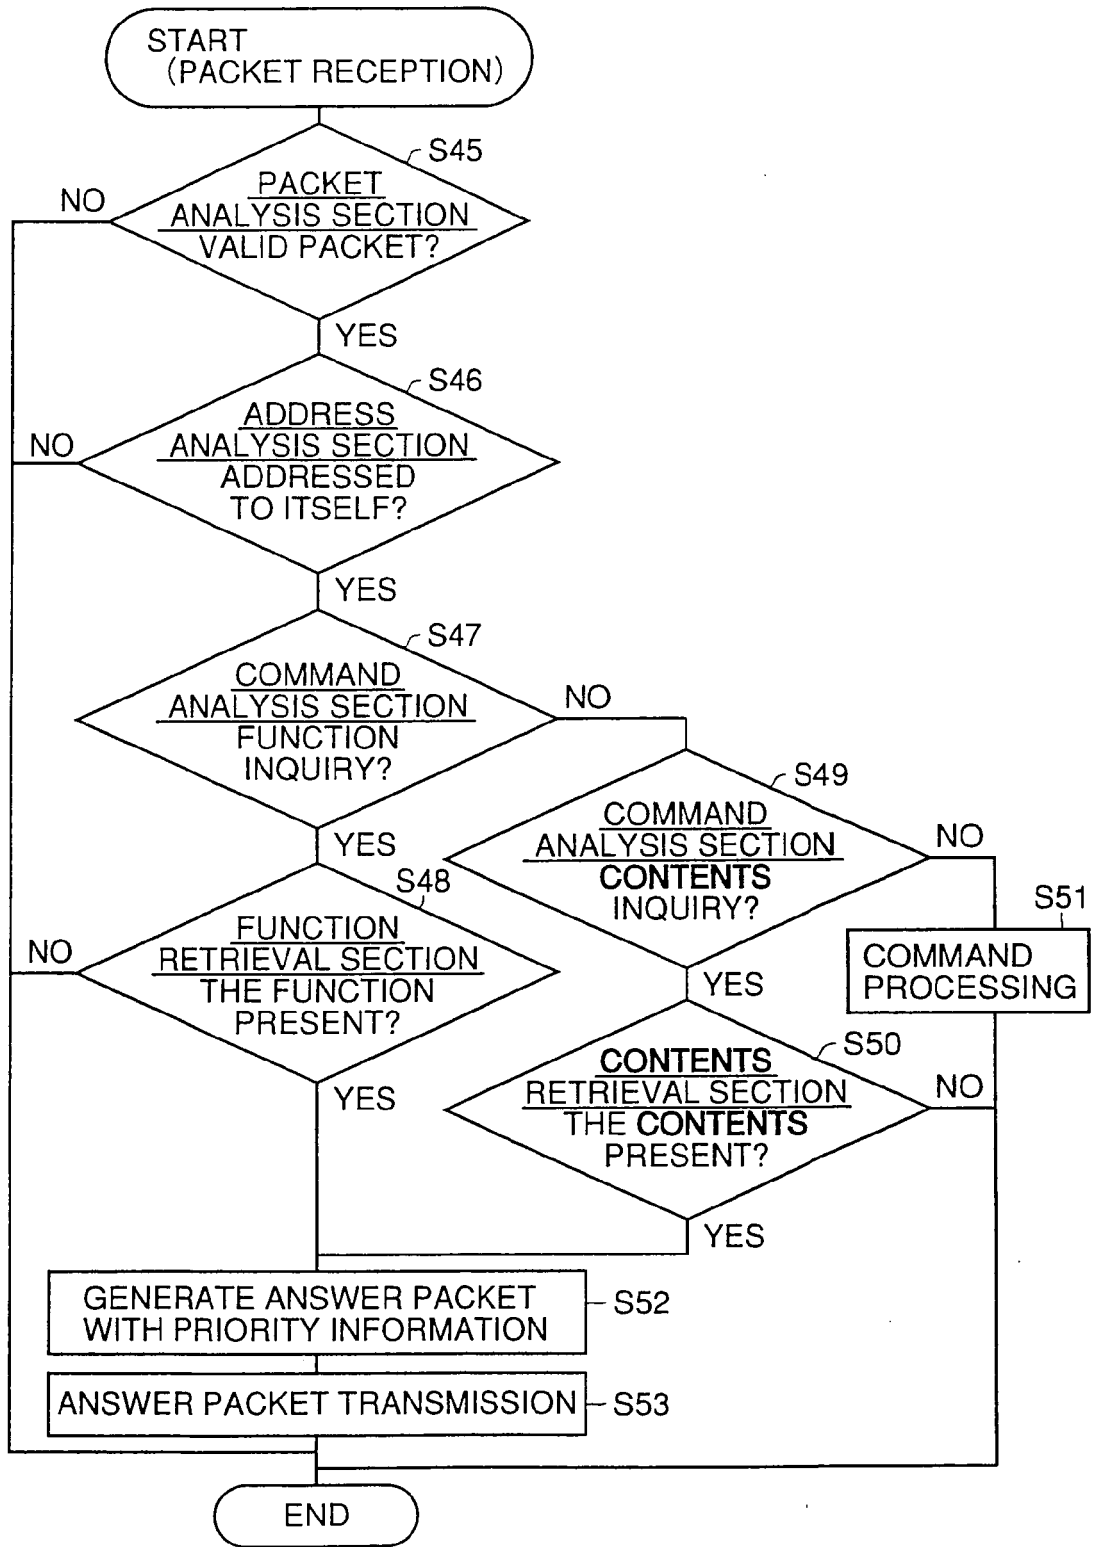 START
(PACKET RECEPTION)
S45
NO
PACKET
ANALYSIS SECTION
VALID PACKET?
YES
S46
NO
ADDRESS
ANALYSIS SECTION
ADDRESSED
TO ITSELF?
YES
S47
COMMAND
ANALYSIS SECTION
FUNCTION
INQUIRY?
NO
YES
S49
COMMAND
ANALYSIS SECTION
CONTENTS
INQUIRY?
NO
S48
NO
FUNCTION
RETRIEVAL SECTION
THE FUNCTION
PRESENT?
YES
S51
COMMAND
PROCESSING
YES
S50
CONTENTS
RETRIEVAL SECTION
THE CONTENTS
PRESENT?
NO
YES
GENERATE ANSWER PACKET
WITH PRIORITY INFORMATION
S52
ANSWER PACKET TRANSMISSION
S53
END